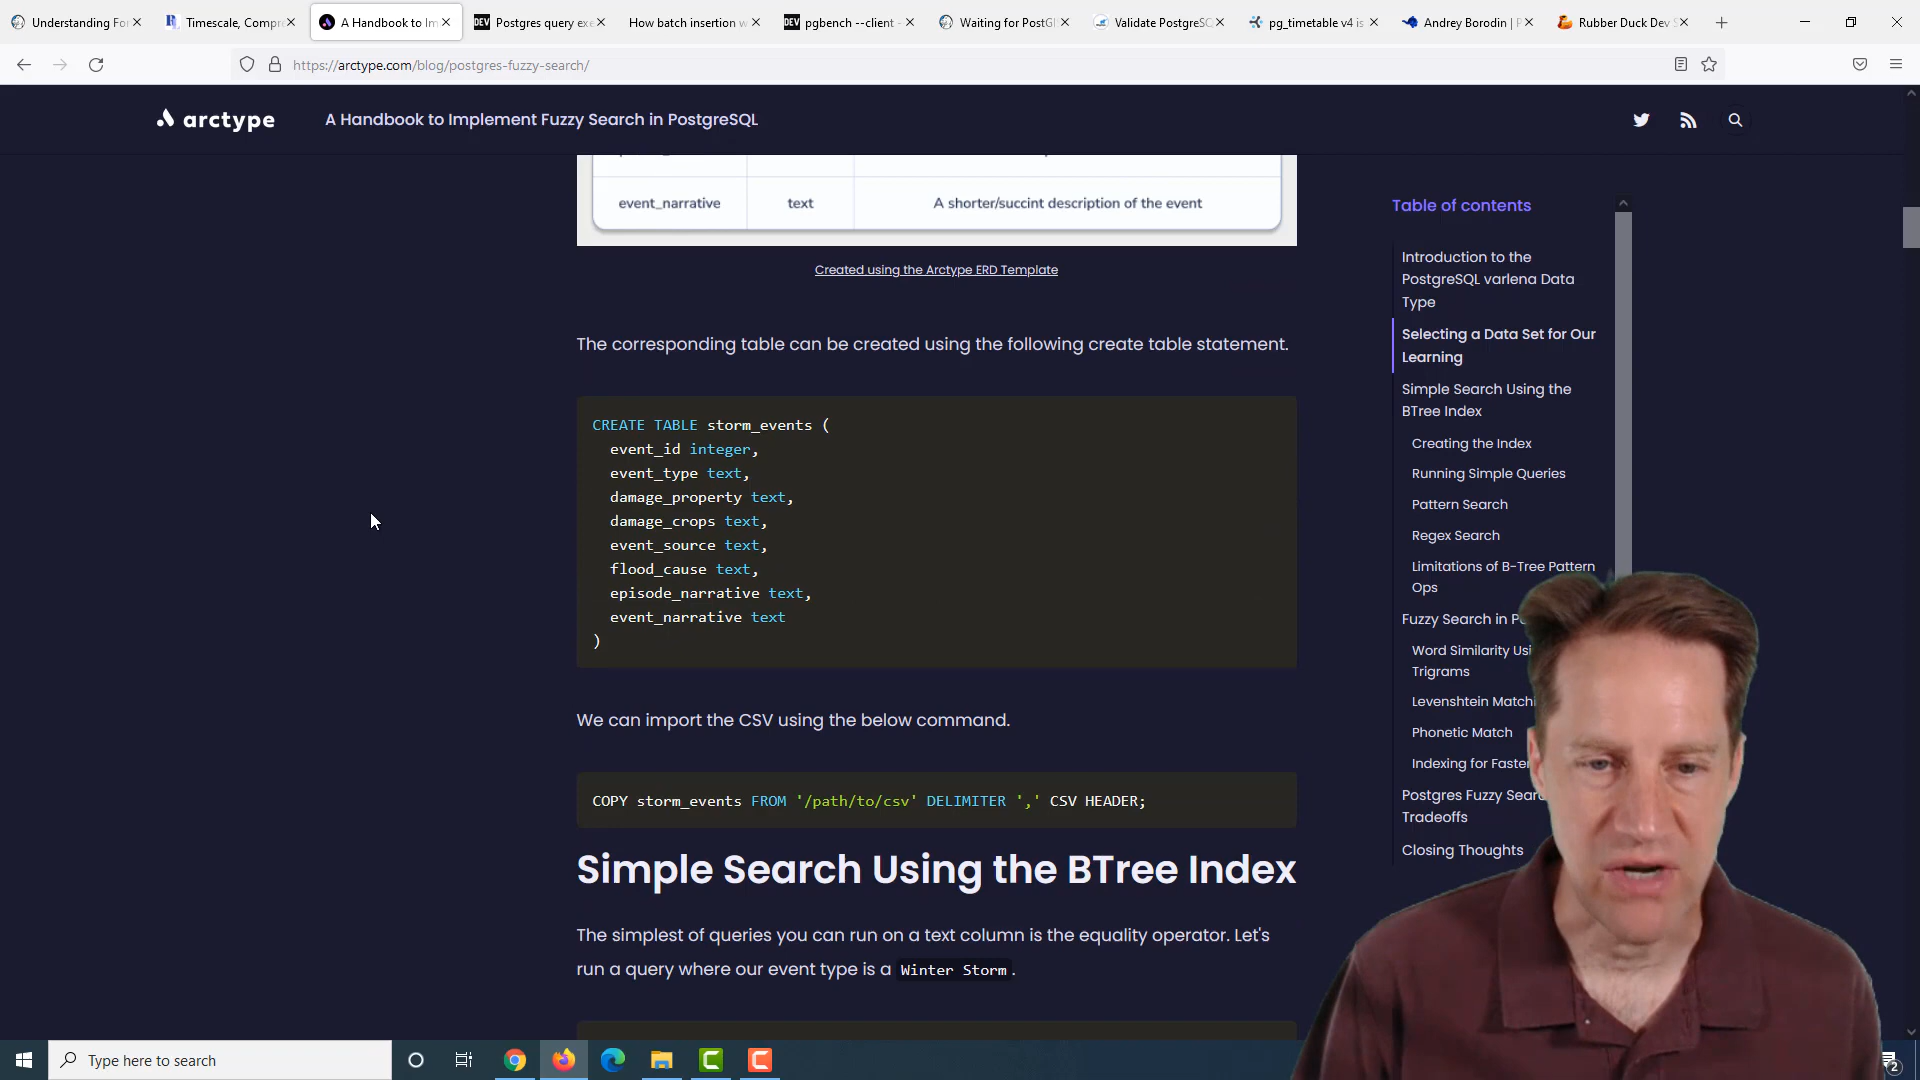 Understanding Fo
Timescale, Compre
A Handbook to Im
Postgres query exe
How batch insertion w
pgbench --client
Waiting for PostG
Validate PostgreSQ
pg_timetable v4 is
Andrey Borodin | P
Rubber Duck Dev S
https://arctype.com/blog/postgres-fuzzy-search/
arctype
A Handbook to Implement Fuzzy Search in PostgreSQL
event_narrative text A shorter/succint description of the event
Created using the Arctype ERD Template
The corresponding table can be created using the following create table statement.
CREATE TABLE storm_events (
event_id integer,
event_type text,
damage_property text,
damage_crops text,
event_source text,
flood_cause text,
episode_narrative text,
event_narrative text
)
We can import the CSV using the below command.
COPY storm_events FROM '/path/to/csv' DELIMITER ',' CSV HEADER;
Simple Search Using the BTree Index
The simplest of queries you can run on a text column is the equality operator. Let's
run a query where our event type is a Winter Storm.
Table of contents
Introduction to the
PostgreSQL varlena Data
Type
Selecting a Data Set for Our
Learning
Simple Search Using the
BTree Index
Creating the Index
Running Simple Queries
Pattern Search
Regex Search
Limitations of B-Tree Pattern
Ops
Fuzzy Search in
Word Similarity Usi
Trigrams
Levenshtein Matchi
Phonetic Match
Indexing for Faster
Postgres Fuzzy Sear
Tradeoffs
Closing Thoughts
Type here to search
2